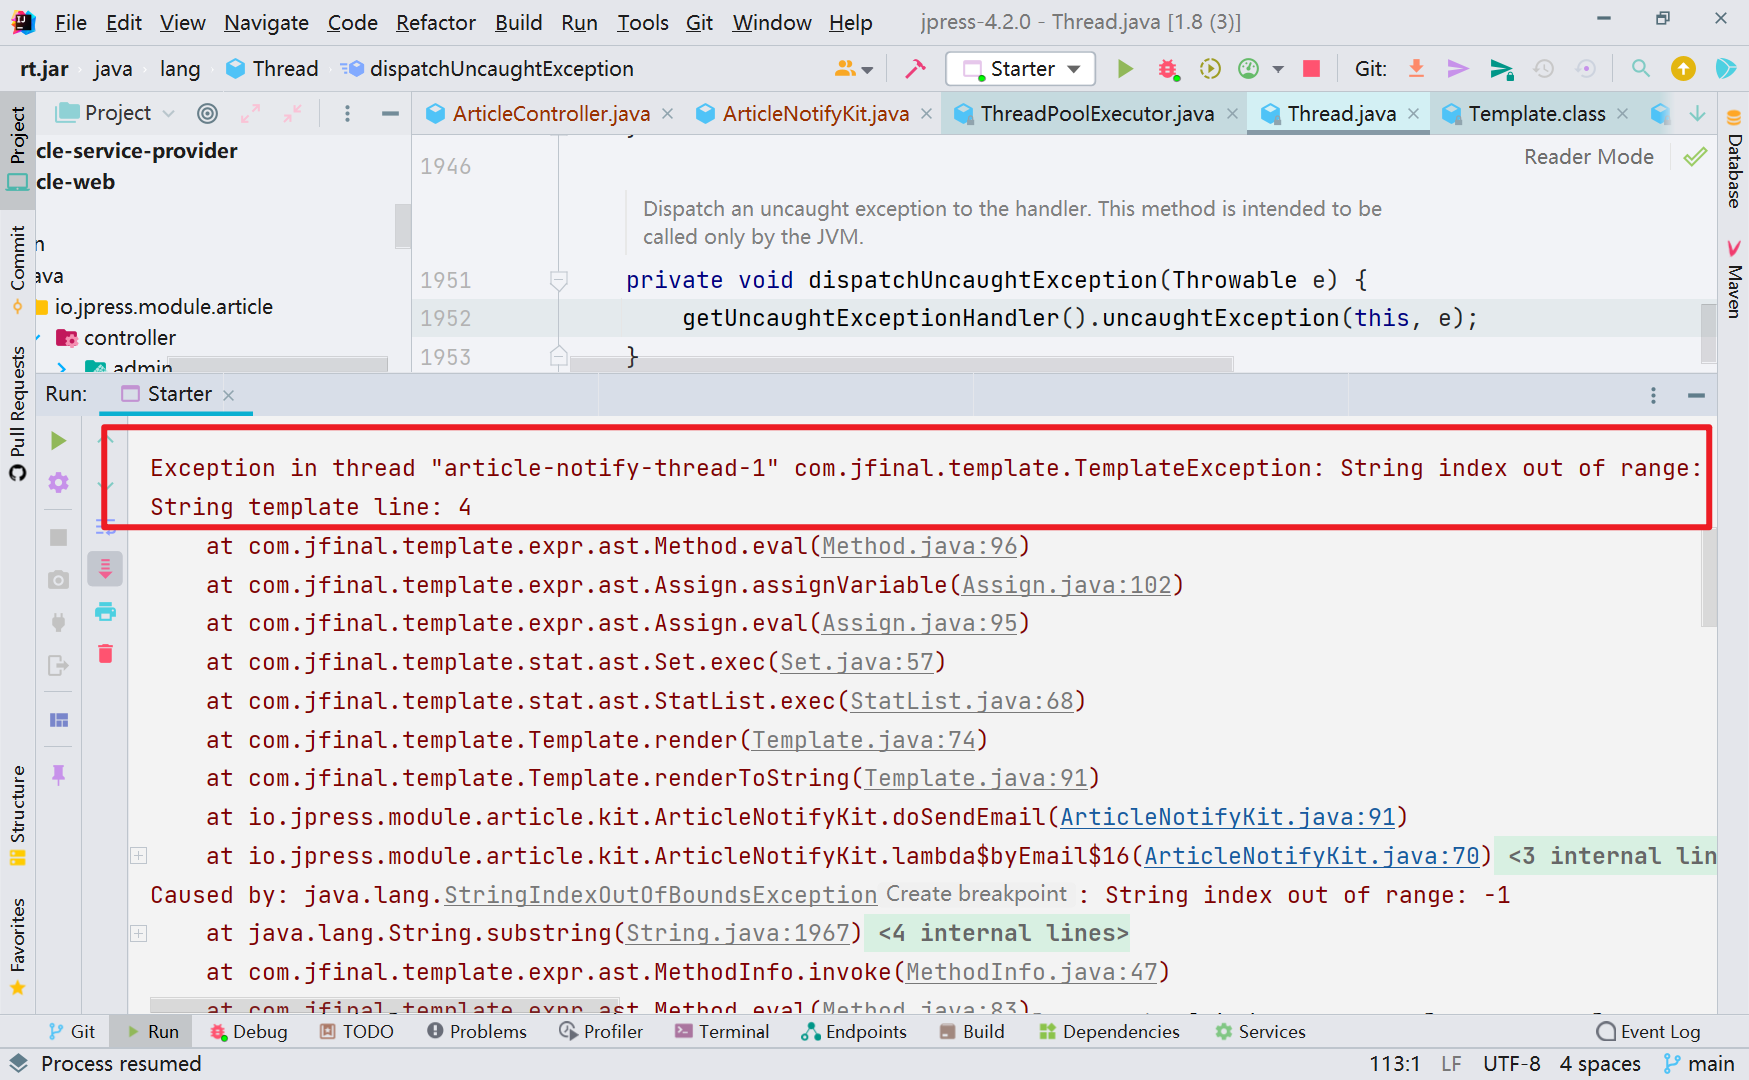 File Edit View Navigate Code Refactor Build Run Tools Git Window Help jpress-4.2.0 - Thread.java [1.8 (3)]
rt.jar java lang Thread dispatchUncaughtException Starter Git:
Project ArticleController.java ArticleNotifyKit.java ThreadPoolExecutor.java Thread.java Template.class
cle-service-provider
cle-web
n
ava
io.jpress.module.article
controller
admin
1946
Reader Mode
Dispatch an uncaught exception to the handler. This method is intended to be
called only by the JVM.
1951 private void dispatchUncaughtException(Throwable e) {
1952 getUncaughtExceptionHandler().uncaughtException(this, e);
1953 }
Project
Commit
Pull Requests
Structure
Favorites
Database
Maven
Run: Starter
Exception in thread "article-notify-thread-1" com.jfinal.template.TemplateException: String index out of range:
String template line: 4
at com.jfinal.template.expr.ast.Method.eval(Method.java:96)
at com.jfinal.template.expr.ast.Assign.assignVariable(Assign.java:102)
at com.jfinal.template.expr.ast.Assign.eval(Assign.java:95)
at com.jfinal.template.stat.ast.Set.exec(Set.java:57)
at com.jfinal.template.stat.ast.StatList.exec(StatList.java:68)
at com.jfinal.template.Template.render(Template.java:74)
at com.jfinal.template.Template.renderToString(Template.java:91)
at io.jpress.module.article.kit.ArticleNotifyKit.doSendEmail(ArticleNotifyKit.java:91)
at io.jpress.module.article.kit.ArticleNotifyKit.lambda$byEmail$16(ArticleNotifyKit.java:70) <3 internal lin
Caused by: java.lang.StringIndexOutOfBoundsException Create breakpoint : String index out of range: -1
at java.lang.String.substring(String.java:1967) <4 internal lines>
at com.jfinal.template.expr.ast.MethodInfo.invoke(MethodInfo.java:47)
at com.jfinal.template.expr.ast.Method.eval(Method.java:83)
Git Run Debug TODO Problems Profiler Terminal Endpoints Build Dependencies Services Event Log
Process resumed 113:1 LF UTF-8 4 spaces main